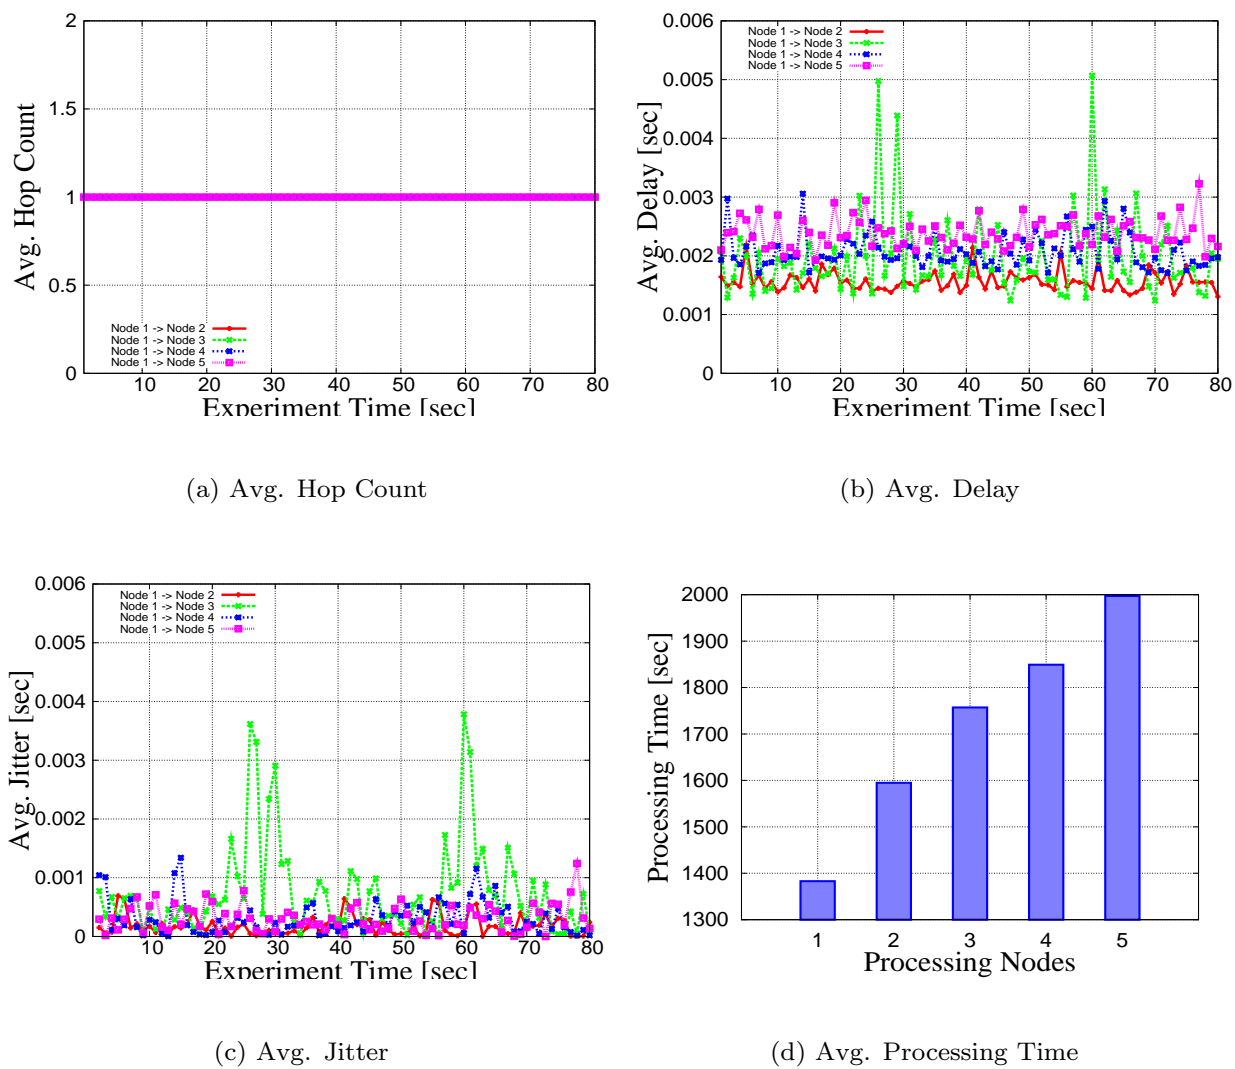 2
1.5
1
0.5
0
Avg. Hop Count
Node 1 -> Node 2
Node 1 -> Node 3
Node 1 -> Node 4
Node 1 -> Node 5
10 20 30 40 50 60 70 80
Experiment Time [sec]
(a) Avg. Hop Count
0.006
0.005
0.004
0.003
0.002
0.001
0
Avg. Delay [sec]
Node 1 -> Node 2
Node 1 -> Node 3
Node 1 -> Node 4
Node 1 -> Node 5
10 20 30 40 50 60 70 80
Experiment Time [sec]
(b) Avg. Delay
0.006
0.005
0.004
0.003
0.002
0.001
0
Avg. Jitter [sec]
Node 1 -> Node 2
Node 1 -> Node 3
Node 1 -> Node 4
Node 1 -> Node 5
10 20 30 40 50 60 70 80
Experiment Time [sec]
(c) Avg. Jitter
2000
1900
1800
1700
1600
1500
1400
1300
Processing Time [sec]
1 2 3 4 5
Processing Nodes
(d) Avg. Processing Time